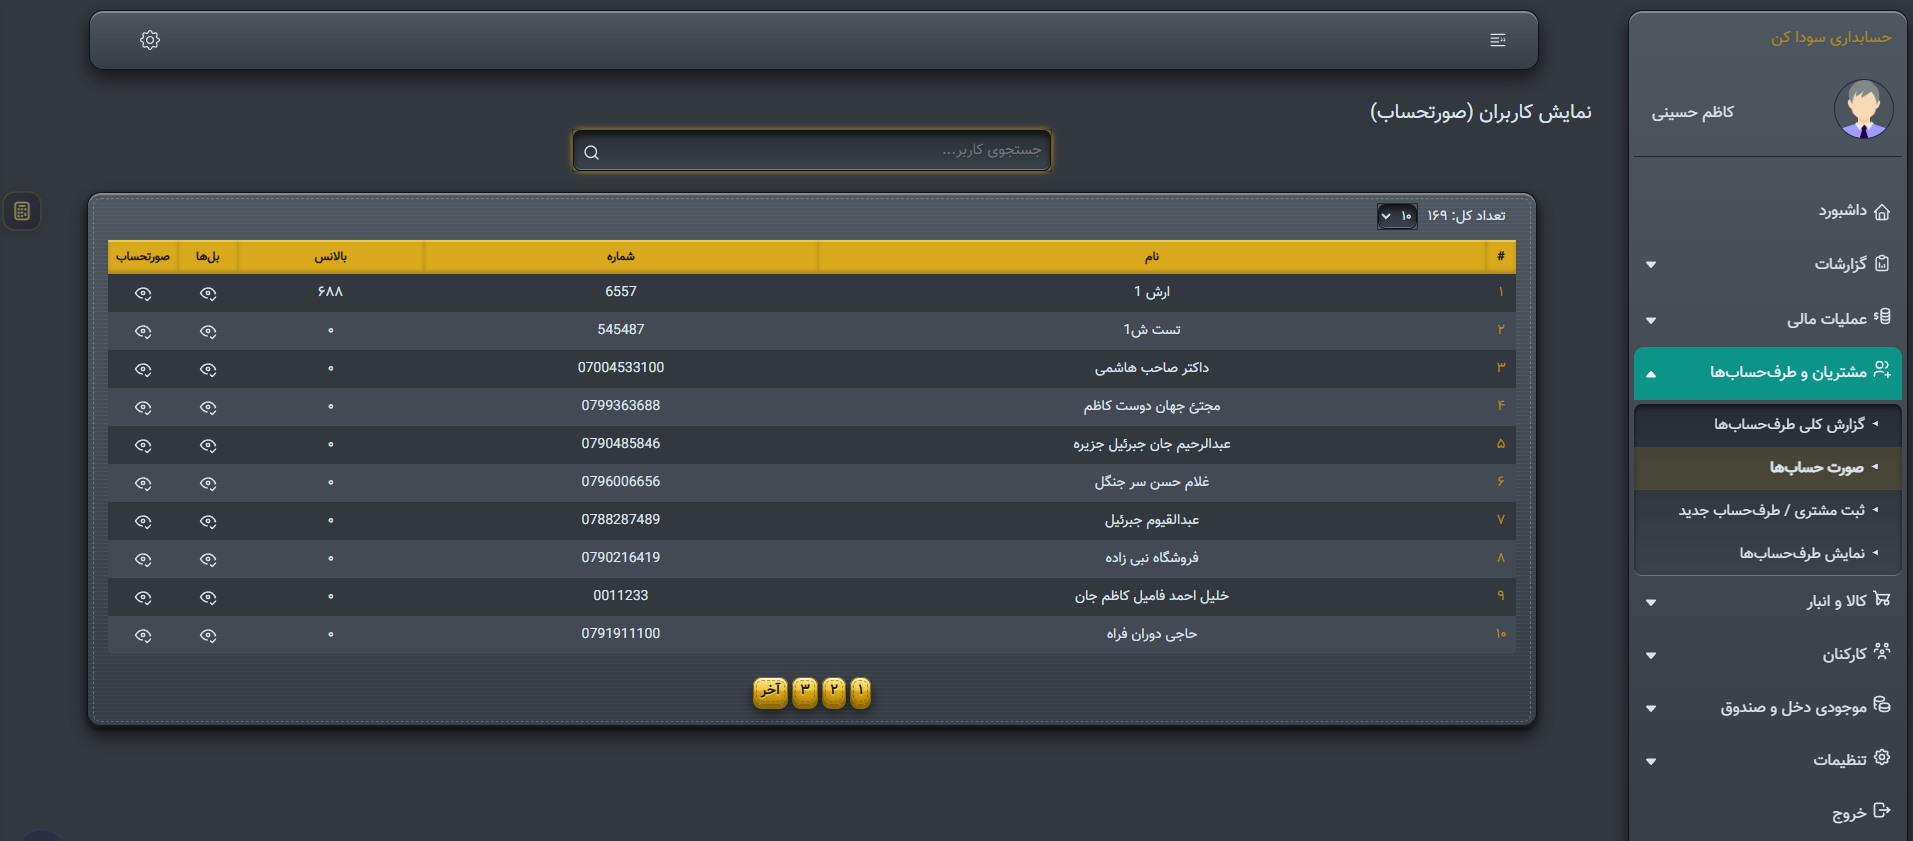 حسابداری سودا کن
کاظم حسینی
داشبورد
گزارشات
عملیات مالی
مشتریان و طرف‌حساب‌ها
گزارش کلی طرف‌حساب‌ها
صورت حساب‌ها
ثبت مشتری / طرف‌حساب جدید
نمایش طرف‌حساب‌ها
کالا و انبار
کارکنان
موجودی دخل و صندوق
تنظیمات
خروج
نمایش کاربران (صورتحساب)
جستجوی کاربر...
تعداد کل: ۱۶۹ ۱۰
# نام شماره بالانس بل‌ها صورتحساب
۱ ارش 1 6557 ۶۸۸
۲ تست ش1 545487 ۰
۳ داکتر صاحب هاشمی 07004533100 ۰
۴ مجتئ جهان دوست کاظم 0799363688 ۰
۵ عبدالرحیم جان جبرئیل جزیره 0790485846 ۰
۶ غلام حسن سر جنگل 0796006656 ۰
۷ عبدالقیوم جبرئیل 0788287489 ۰
۸ فروشگاه نبی زاده 0790216419 ۰
۹ خلیل احمد فامیل کاظم جان 0011233 ۰
۱۰ حاجی دوران فراه 0791911100 ۰
۱ ۲ ۳ آخر